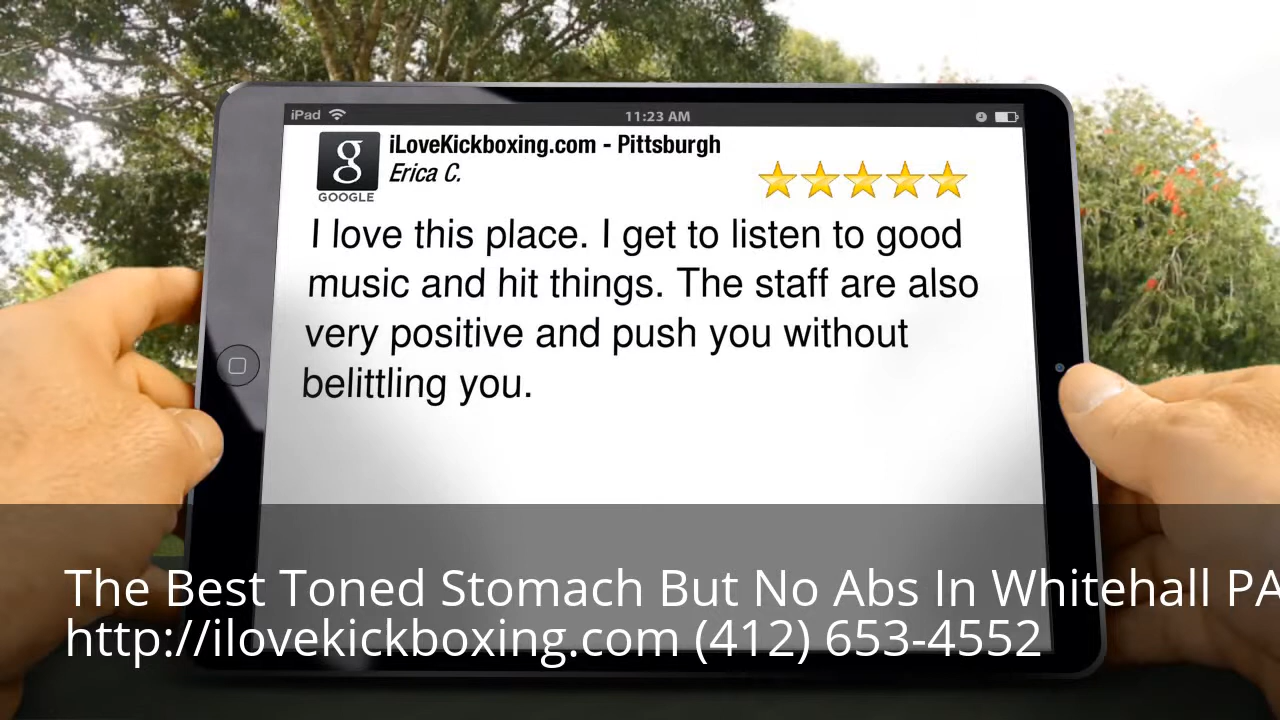 iPad
11:23 AM
g
GOOGLE
iLoveKickboxing.com - Pittsburgh
Erica C.
I love this place. I get to listen to good
music and hit things. The staff are also
very positive and push you without
belittling you.
The Best Toned Stomach But No Abs In Whitehall PA
http://ilovekickboxing.com (412) 653-4552